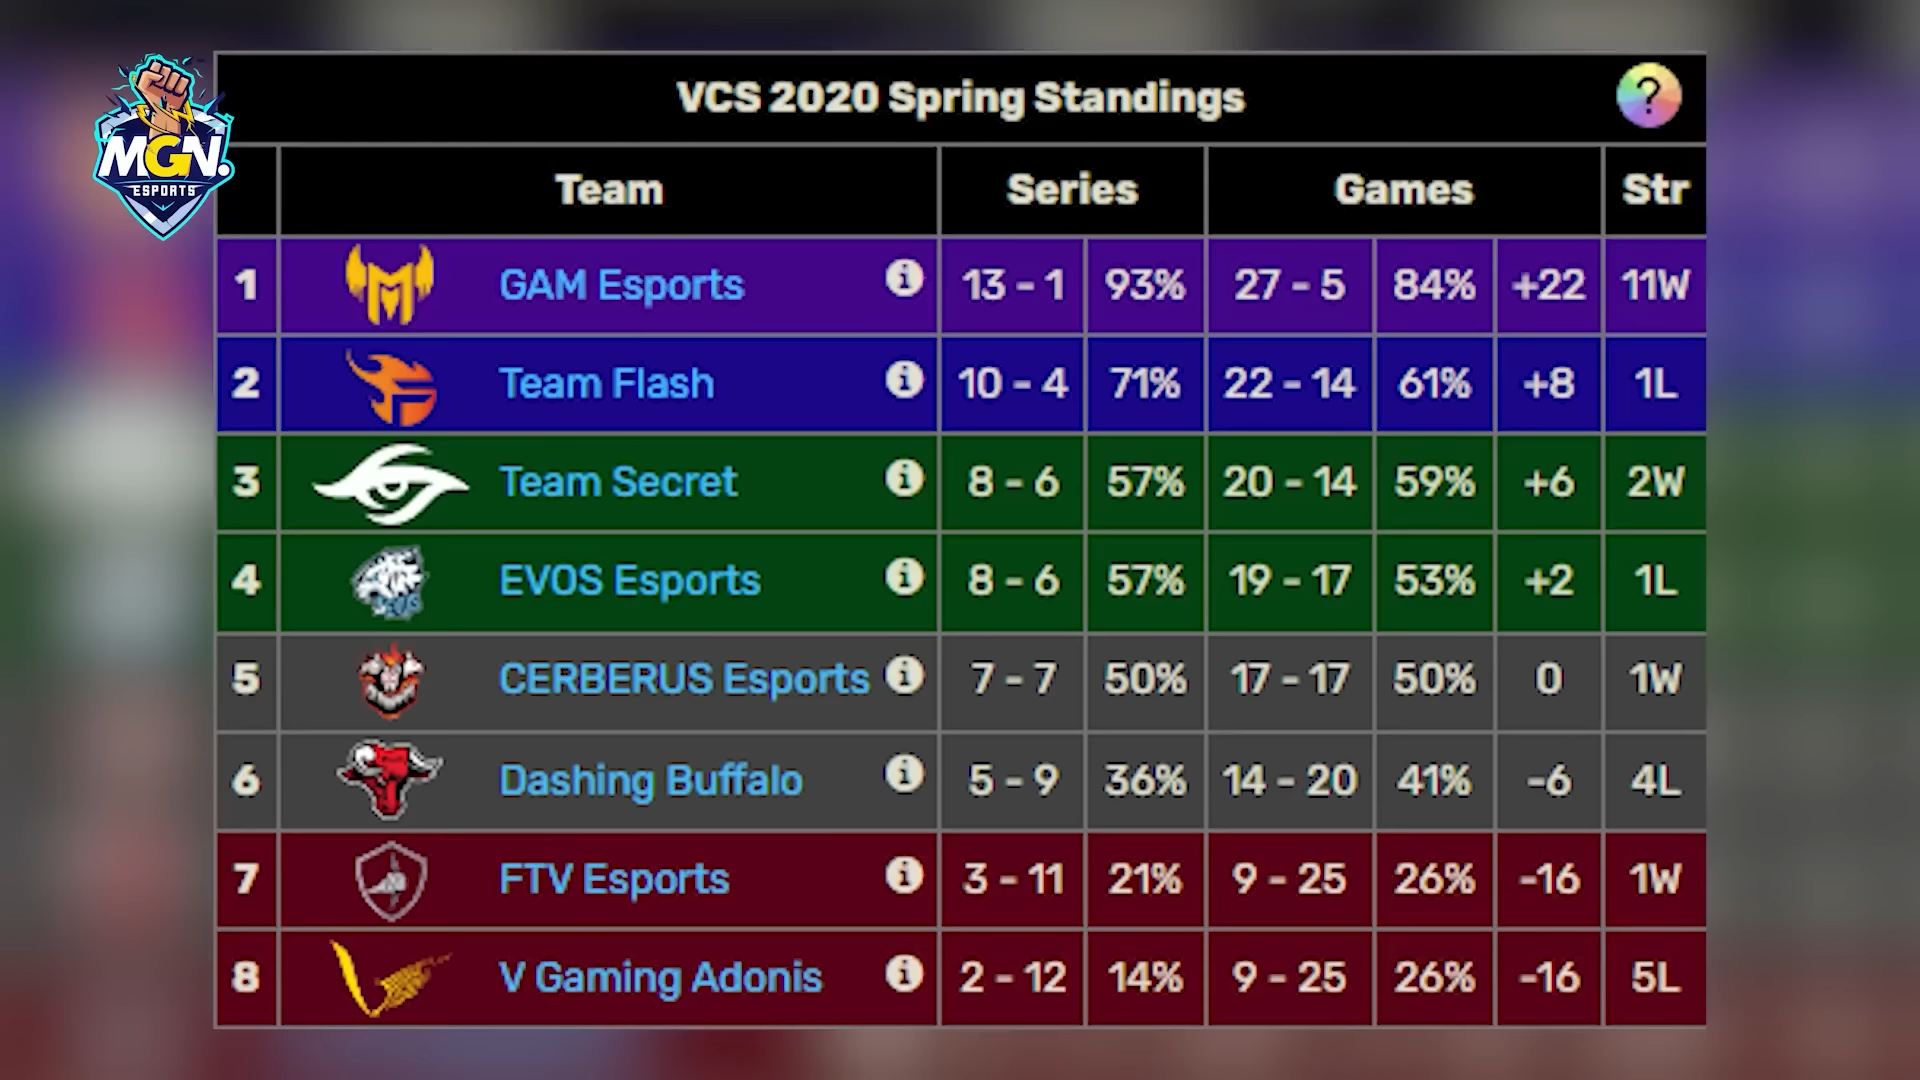 MGN.
ESPORTS
VCS 2020 Spring Standings ?
Team Series Games Str
1 GAM Esports i 13 - 1 93% 27 - 5 84% +22 11W
2 Team Flash i 10 - 4 71% 22 - 14 61% +8 1L
3 Team Secret i 8 - 6 57% 20 - 14 59% +6 2W
4 EVOS Esports i 8 - 6 57% 19 - 17 53% +2 1L
5 CERBERUS Esports i 7 - 7 50% 17 - 17 50% 0 1W
6 Dashing Buffalo i 5 - 9 36% 14 - 20 41% -6 4L
7 FTV Esports i 3 - 11 21% 9 - 25 26% -16 1W
8 V Gaming Adonis i 2 - 12 14% 9 - 25 26% -16 5L